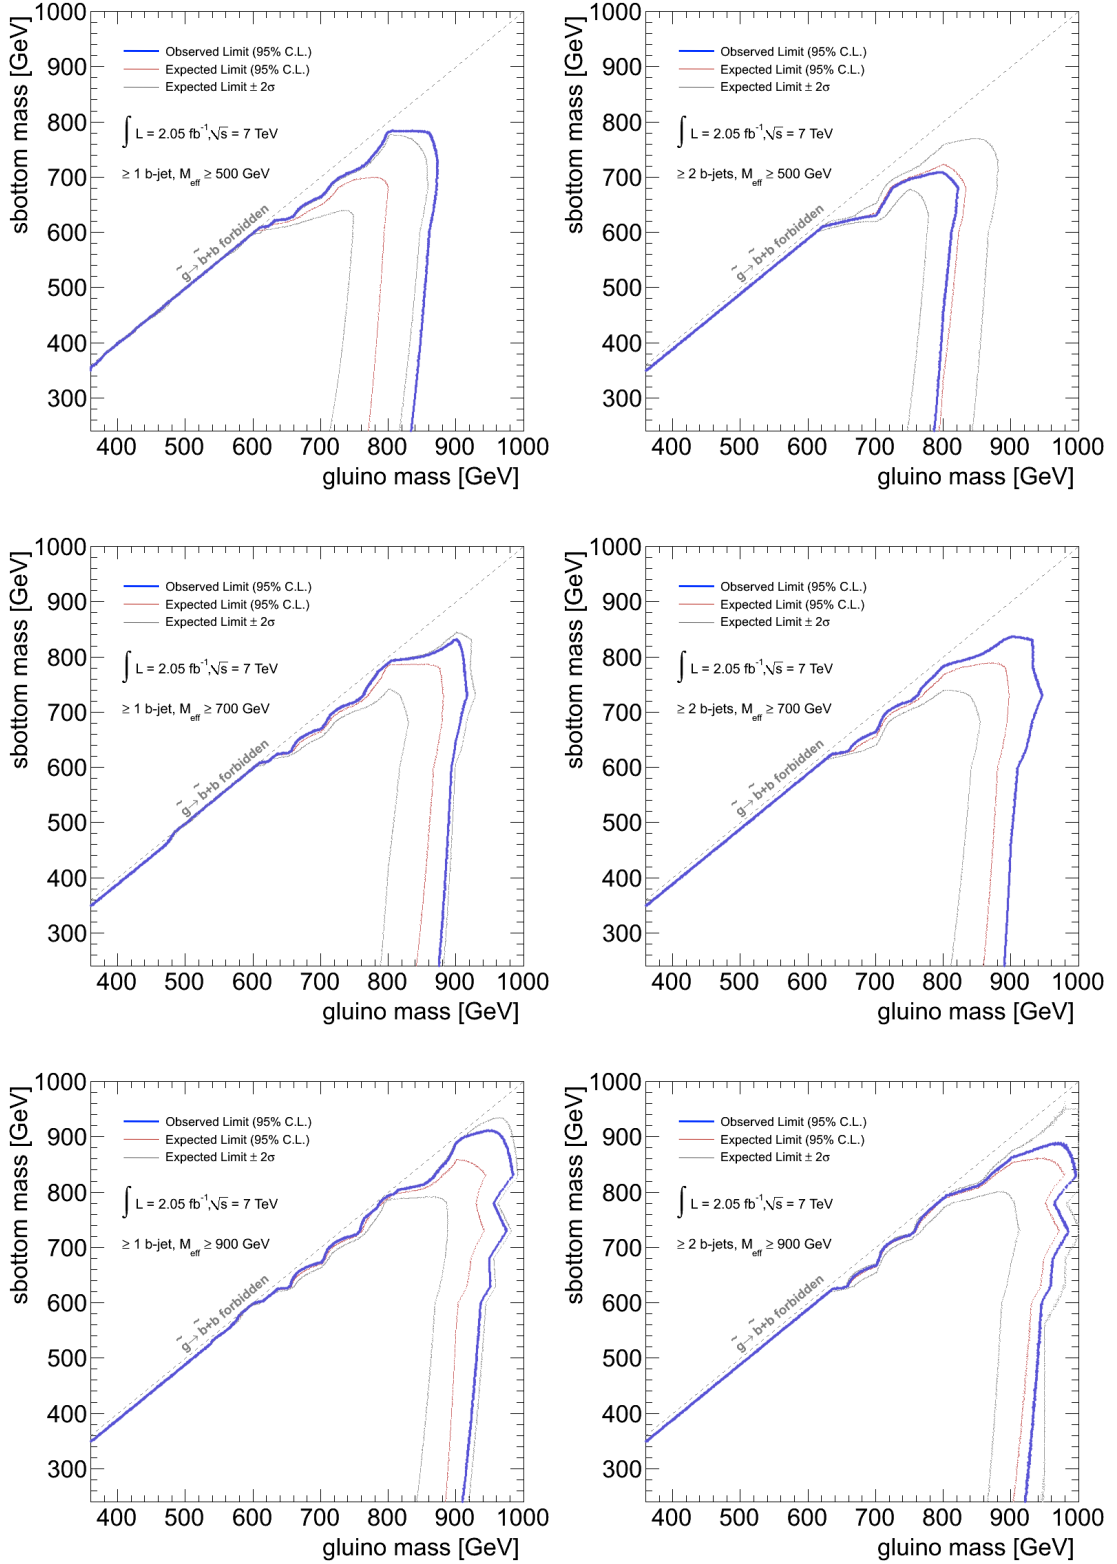 sbottom mass [GeV]
1000
900
800
700
600
500
400
300
Observed Limit (95% C.L.)
Expected Limit (95% C.L.)
Expected Limit ± 2σ
∫ L = 2.05 fb⁻¹,√s = 7 TeV
≥ 1 b-jet, M_eff ≥ 500 GeV
g̃→b̃+b forbidden
400 500 600 700 800 900 1000
gluino mass [GeV]
sbottom mass [GeV]
1000
900
800
700
600
500
400
300
Observed Limit (95% C.L.)
Expected Limit (95% C.L.)
Expected Limit ± 2σ
∫ L = 2.05 fb⁻¹,√s = 7 TeV
≥ 2 b-jets, M_eff ≥ 500 GeV
g̃→b̃+b forbidden
400 500 600 700 800 900 1000
gluino mass [GeV]
sbottom mass [GeV]
1000
900
800
700
600
500
400
300
Observed Limit (95% C.L.)
Expected Limit (95% C.L.)
Expected Limit ± 2σ
∫ L = 2.05 fb⁻¹,√s = 7 TeV
≥ 1 b-jet, M_eff ≥ 700 GeV
g̃→b̃+b forbidden
400 500 600 700 800 900 1000
gluino mass [GeV]
sbottom mass [GeV]
1000
900
800
700
600
500
400
300
Observed Limit (95% C.L.)
Expected Limit (95% C.L.)
Expected Limit ± 2σ
∫ L = 2.05 fb⁻¹,√s = 7 TeV
≥ 2 b-jets, M_eff ≥ 700 GeV
g̃→b̃+b forbidden
400 500 600 700 800 900 1000
gluino mass [GeV]
sbottom mass [GeV]
1000
900
800
700
600
500
400
300
Observed Limit (95% C.L.)
Expected Limit (95% C.L.)
Expected Limit ± 2σ
∫ L = 2.05 fb⁻¹,√s = 7 TeV
≥ 1 b-jet, M_eff ≥ 900 GeV
g̃→b̃+b forbidden
400 500 600 700 800 900 1000
gluino mass [GeV]
sbottom mass [GeV]
1000
900
800
700
600
500
400
300
Observed Limit (95% C.L.)
Expected Limit (95% C.L.)
Expected Limit ± 2σ
∫ L = 2.05 fb⁻¹,√s = 7 TeV
≥ 2 b-jets, M_eff ≥ 900 GeV
g̃→b̃+b forbidden
400 500 600 700 800 900 1000
gluino mass [GeV]